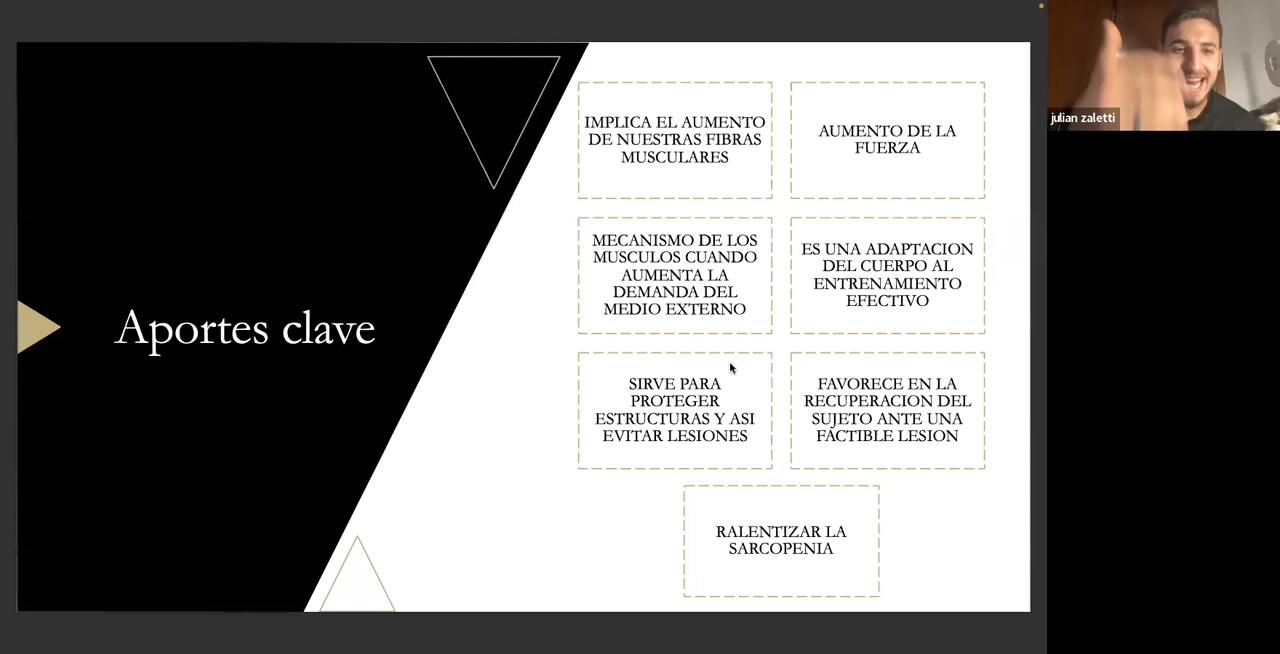 Aportes clave
IMPLICA EL AUMENTO
DE NUESTRAS FIBRAS
MUSCULARES
AUMENTO DE LA
FUERZA
MECANISMO DE LOS
MUSCULOS CUANDO
AUMENTA LA
DEMANDA DEL
MEDIO EXTERNO
ES UNA ADAPTACION
DEL CUERPO AL
ENTRENAMIENTO
EFECTIVO
SIRVE PARA
PROTEGER
ESTRUCTURAS Y ASI
EVITAR LESIONES
FAVORECE EN LA
RECUPERACION DEL
SUJETO ANTE UNA
FACTIBLE LESION
RALENTIZAR LA
SARCOPENIA
julian zaletti